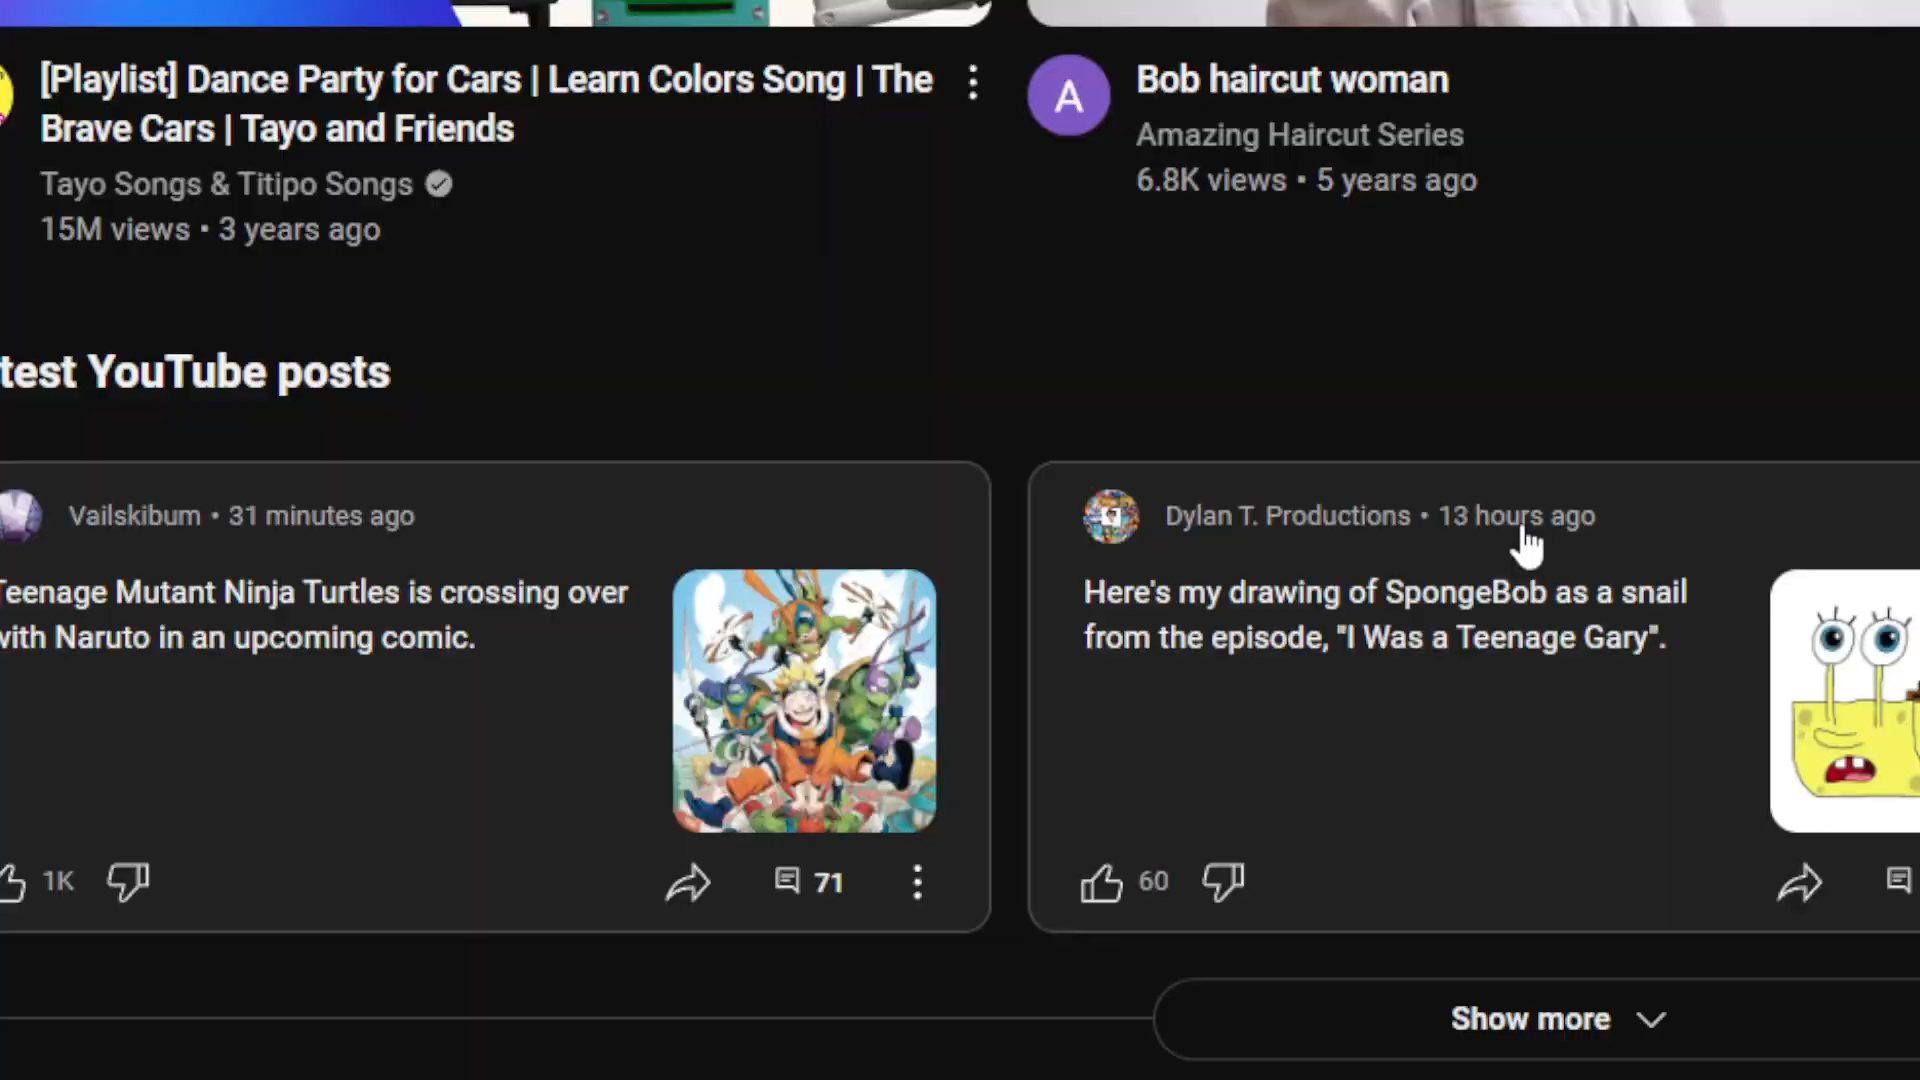 [Playlist] Dance Party for Cars | Learn Colors Song | The
Brave Cars | Tayo and Friends
Tayo Songs & Titipo Songs
15M views • 3 years ago
A
Bob haircut woman
Amazing Haircut Series
6.8K views • 5 years ago
test YouTube posts
Vailskibum • 31 minutes ago
Teenage Mutant Ninja Turtles is crossing over
with Naruto in an upcoming comic.
1K
71
Dylan T. Productions • 13 hours ago
Here's my drawing of SpongeBob as a snail
from the episode, "I Was a Teenage Gary".
60
Show more